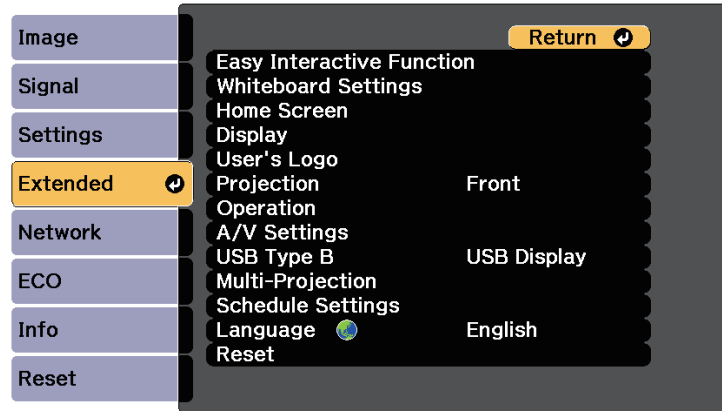 Image
Signal
Settings
Extended
Network
ECO
Info
Reset
Return
Easy Interactive Function
Whiteboard Settings
Home Screen
Display
User's Logo
Projection Front
Operation
A/V Settings
USB Type B USB Display
Multi-Projection
Schedule Settings
Language English
Reset